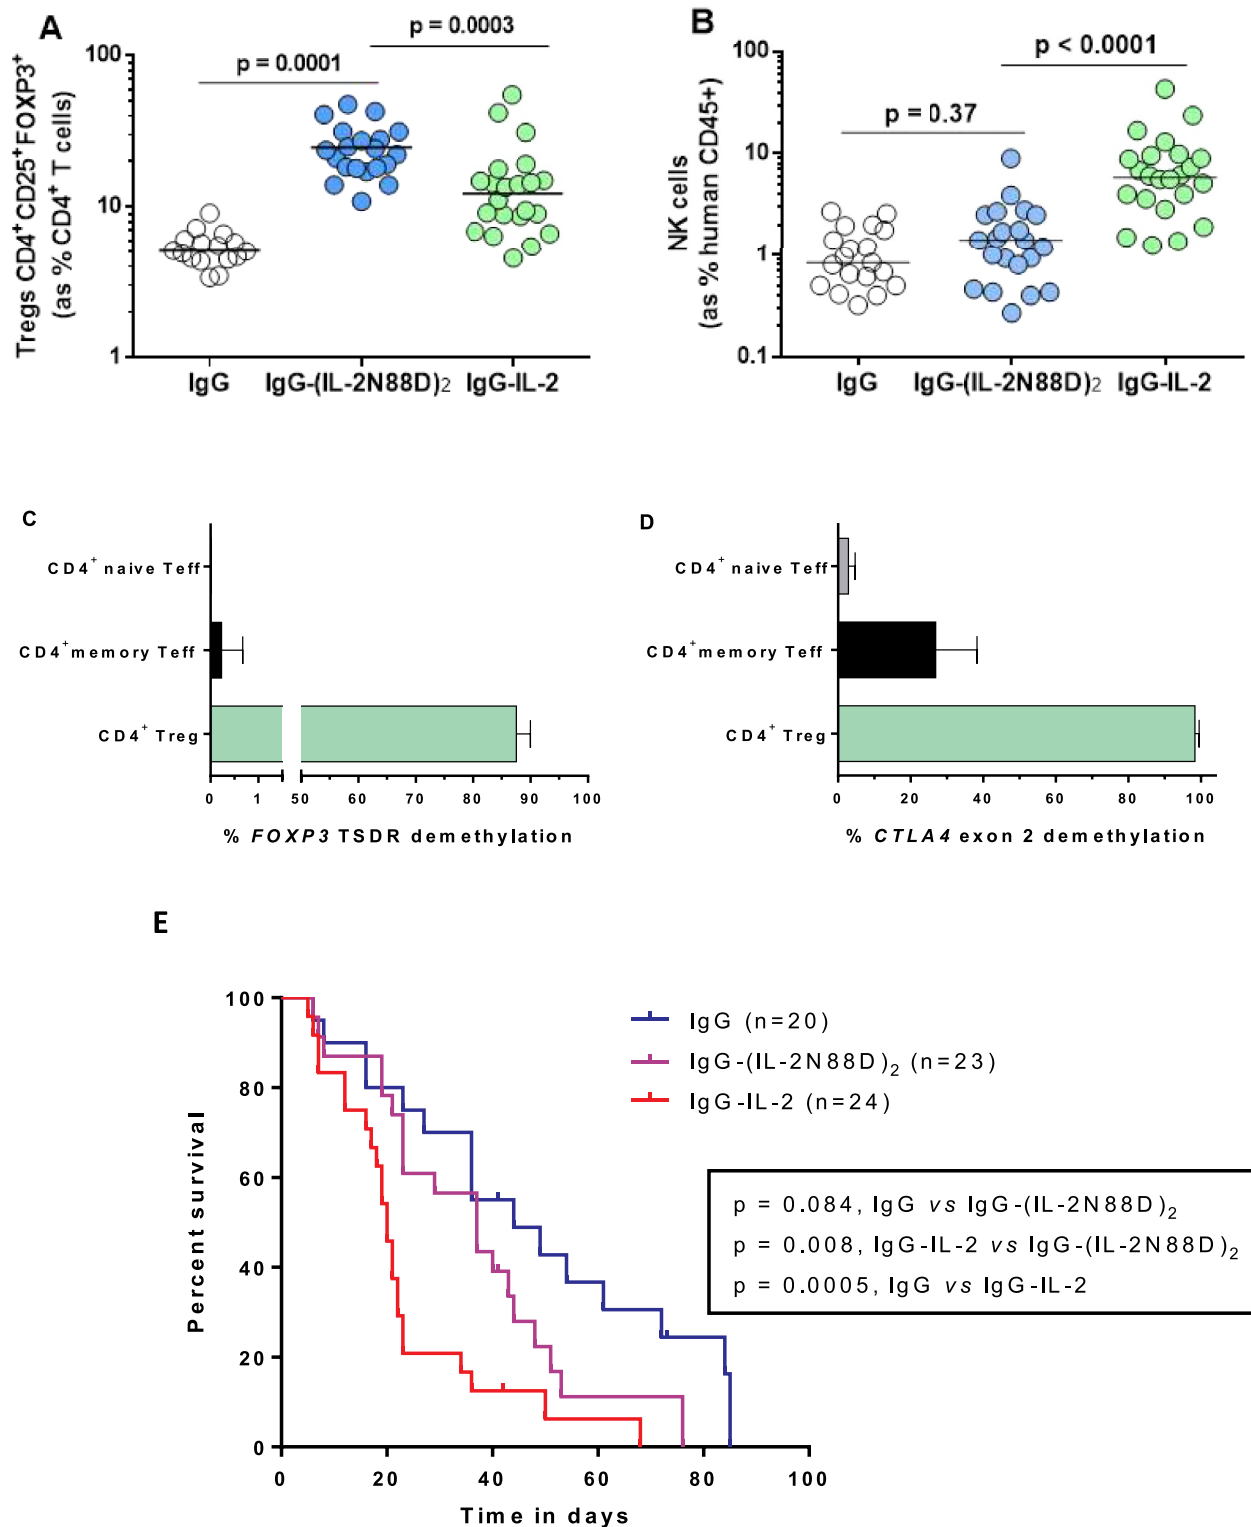 A
p = 0.0003
p = 0.0001
Tregs CD4⁺ CD25⁺FOXP3⁺
(as % CD4⁺ T cells)
100
10
1
IgG IgG-(IL-2N88D)₂ IgG-IL-2
B
p < 0.0001
p = 0.37
NK cells
(as % human CD45+)
100
10
1
0.1
IgG IgG-(IL-2N88D)₂ IgG-IL-2
C
CD4⁺ naive Teff
CD4⁺memory Teff
CD4⁺ Treg
0 1 50 60 70 80 90 100
% FOXP3 TSDR demethylation
D
CD4⁺ naive Teff
CD4⁺memory Teff
CD4⁺ Treg
0 20 40 60 80 100
% CTLA4 exon 2 demethylation
E
Percent survival
100
80
60
40
20
0
0 20 40 60 80 100
Time in days
IgG (n=20)
IgG-(IL-2N88D)₂ (n=23)
IgG-IL-2 (n=24)
p = 0.084, IgG vs IgG-(IL-2N88D)₂
p = 0.008, IgG-IL-2 vs IgG-(IL-2N88D)₂
p = 0.0005, IgG vs IgG-IL-2